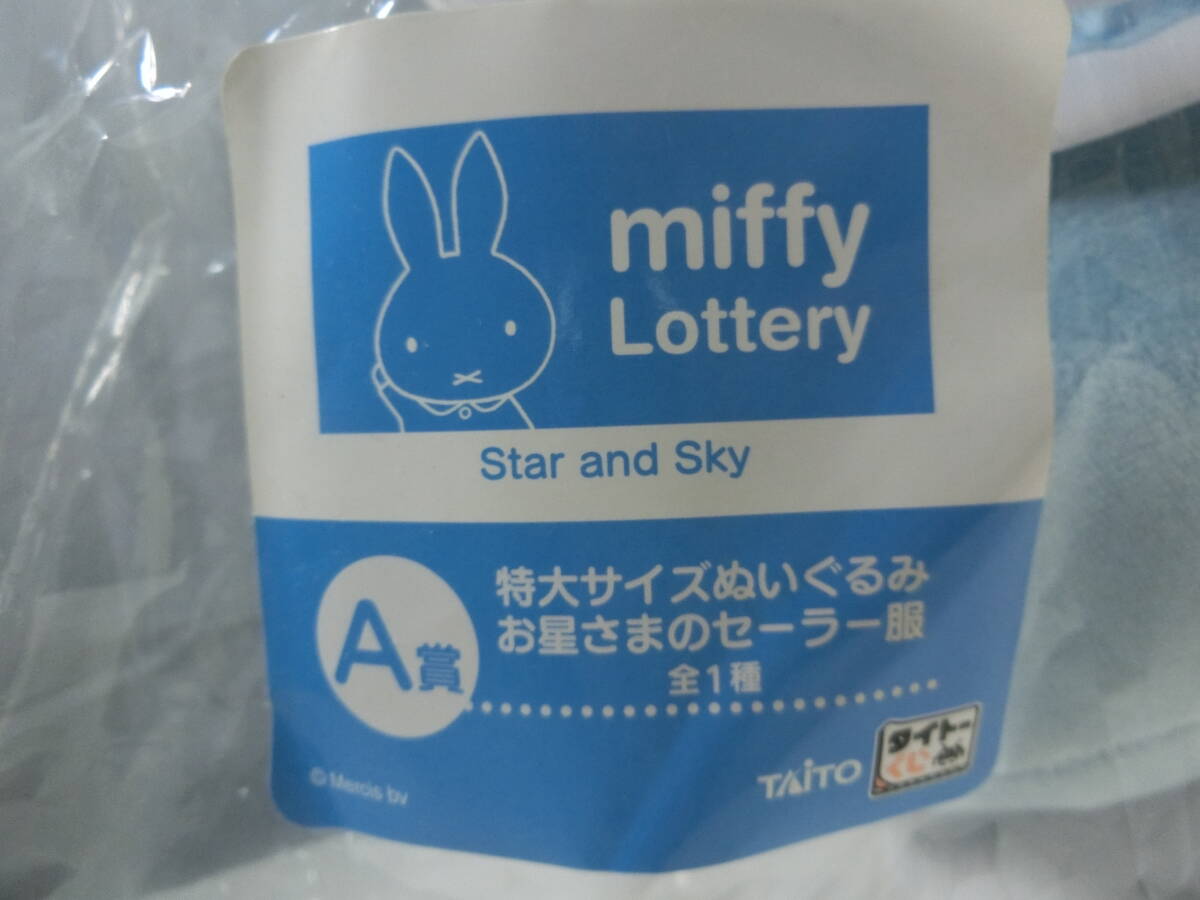 miffy
Lottery
Star and Sky
A賞
特大サイズぬいぐるみ
お星さまのセーラー服
全1種
© Mercis bv
TAITO
タイトー
くじ